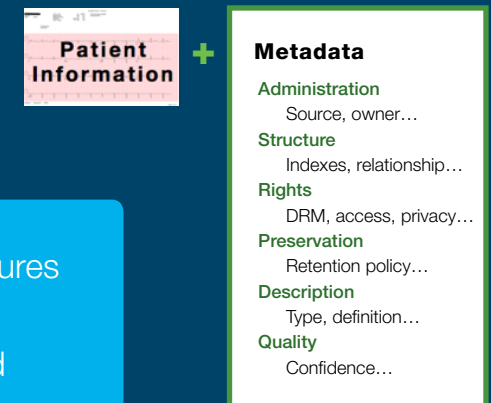 Patient
Information
+
Metadata
Administration
Source, owner…
Structure
Indexes, relationship…
Rights
DRM, access, privacy…
Preservation
Retention policy…
Description
Type, definition…
Quality
Confidence…
ures
d